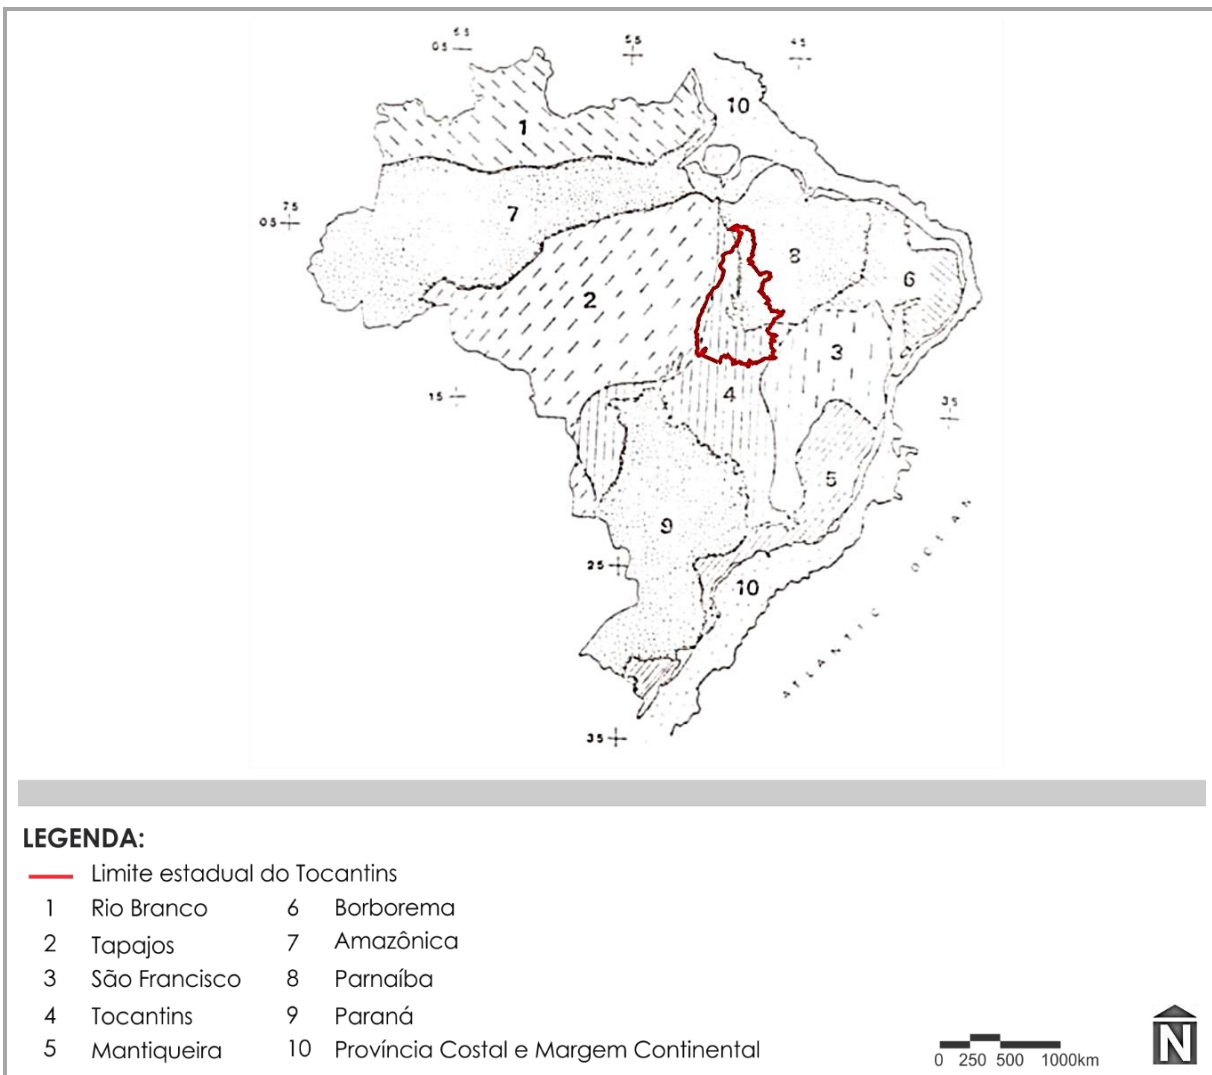 65
05
55
45
10
1
7
75
05
8
6
2
3
15
4
35
5
9
25
10
ATLANTIC OCEAN
35
LEGENDA:
Limite estadual do Tocantins
1 Rio Branco 6 Borborema
2 Tapajos 7 Amazônica
3 São Francisco 8 Parnaíba
4 Tocantins 9 Paraná
5 Mantiqueira 10 Província Costal e Margem Continental
0 250 500 1000km
N